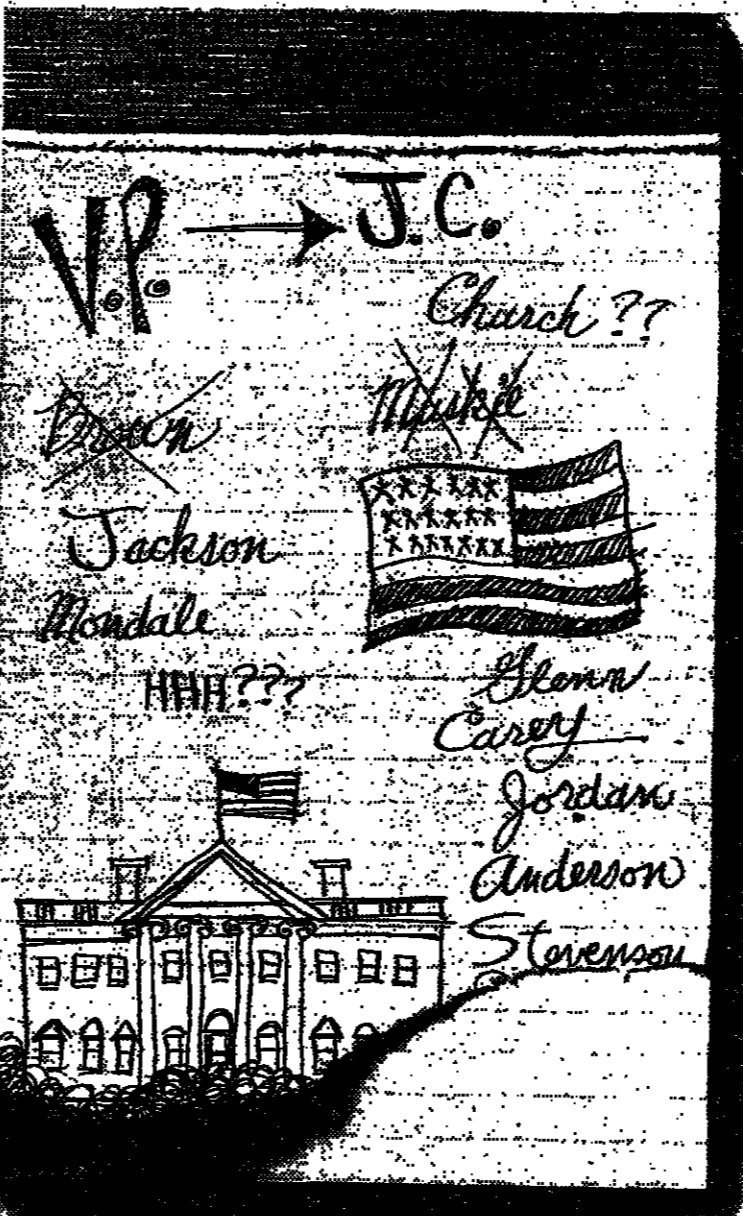 V.P. → J.C.
Church ??
Brown
Muskie
Jackson
Mondale
HHH???
Glenn
Carey
Jordan
Anderson
Stevenson